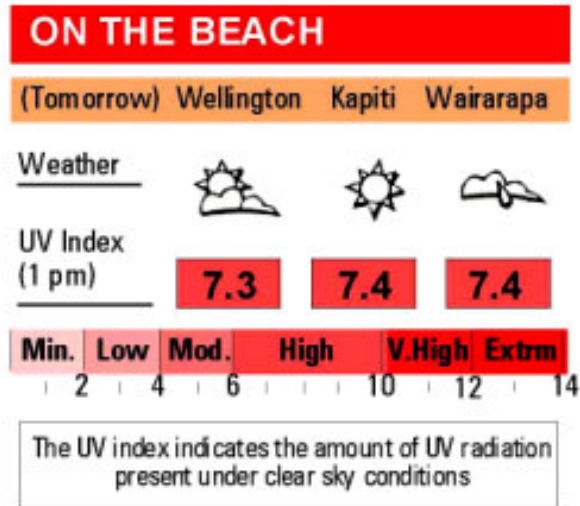 ON THE BEACH
(Tomorrow) Wellington Kapiti Wairarapa
Weather
UV Index
(1 pm) 7.3 7.4 7.4
Min. Low Mod. High V.High Extrm
2 4 6 10 12 14
The UV index indicates the amount of UV radiation
present under clear sky conditions